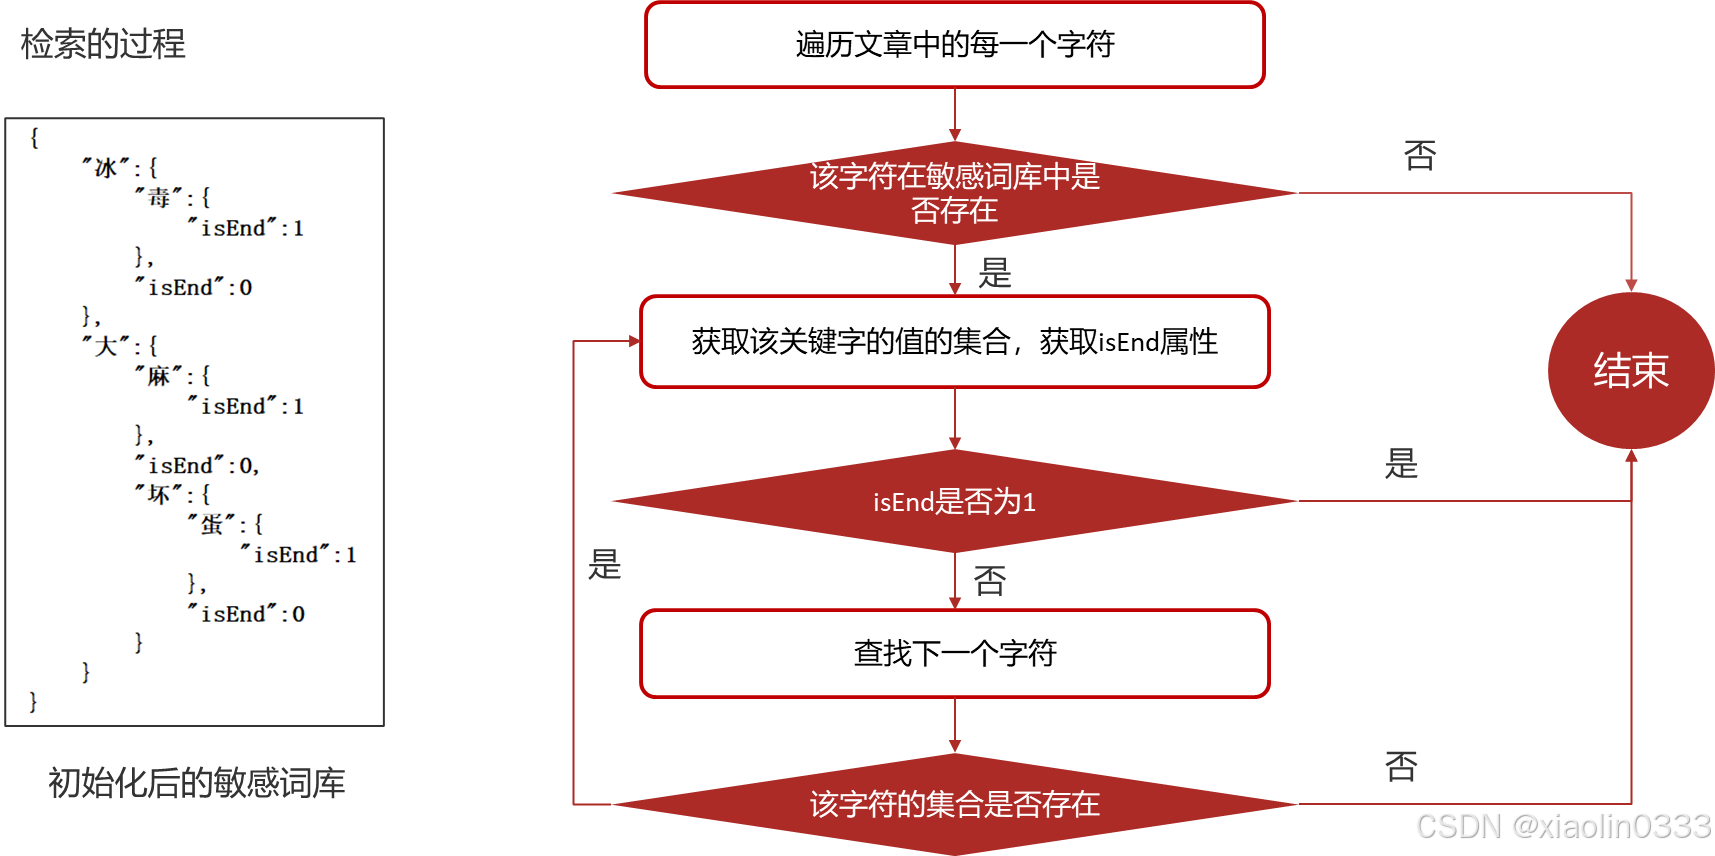 检索的过程
{
"冰":{
"毒":{
"isEnd":1
},
"isEnd":0
},
"大":{
"麻":{
"isEnd":1
},
"isEnd":0,
"坏":{
"蛋":{
"isEnd":1
},
"isEnd":0
}
}
}
初始化后的敏感词库
遍历文章中的每一个字符
该字符在敏感词库中是
否存在
否
是
获取该关键字的值的集合，获取isEnd属性
结束
isEnd是否为1
是
否
是
查找下一个字符
该字符的集合是否存在
否
CSDN @xiaolin0333